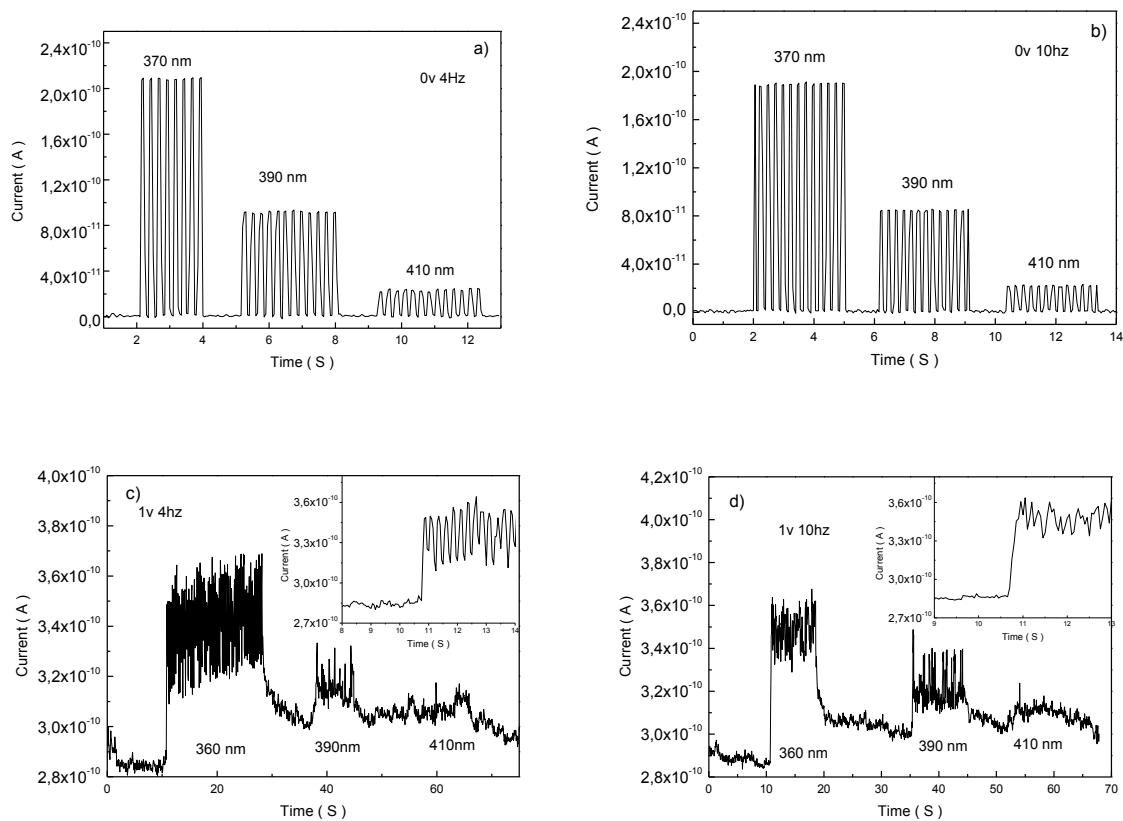 a)
0v 4Hz
370 nm
390 nm
410 nm
2,4x10-10
2,0x10-10
1,6x10-10
1,2x10-10
8,0x10-11
4,0x10-11
0,0
Current ( A )
2 4 6 8 10 12
Time ( S )
b)
0v 10hz
370 nm
390 nm
410 nm
2,4x10-10
2,0x10-10
1,6x10-10
1,2x10-10
8,0x10-11
4,0x10-11
0,0
Current ( A )
0 2 4 6 8 10 12 14
Time ( S )
c)
1v 4hz
4,0x10-10
3,8x10-10
3,6x10-10
3,4x10-10
3,2x10-10
3,0x10-10
2,8x10-10
Current ( A )
360 nm
390nm
410nm
0 20 40 60
Time ( S )
3,6x10-10
3,3x10-10
2,9x10-10
2,7x10-10
Current ( A )
8 9 10 11 12 13 14
Time ( S )
d)
1v 10hz
4,2x10-10
4,0x10-10
3,8x10-10
3,6x10-10
3,4x10-10
3,2x10-10
3,0x10-10
2,8x10-10
Current ( A )
360 nm
390 nm
410 nm
0 10 20 30 40 50 60 70
Time ( S )
3,6x10-10
3,3x10-10
2,9x10-10
2,7x10-10
Current ( A )
9 10 11 12 13
Time ( S )